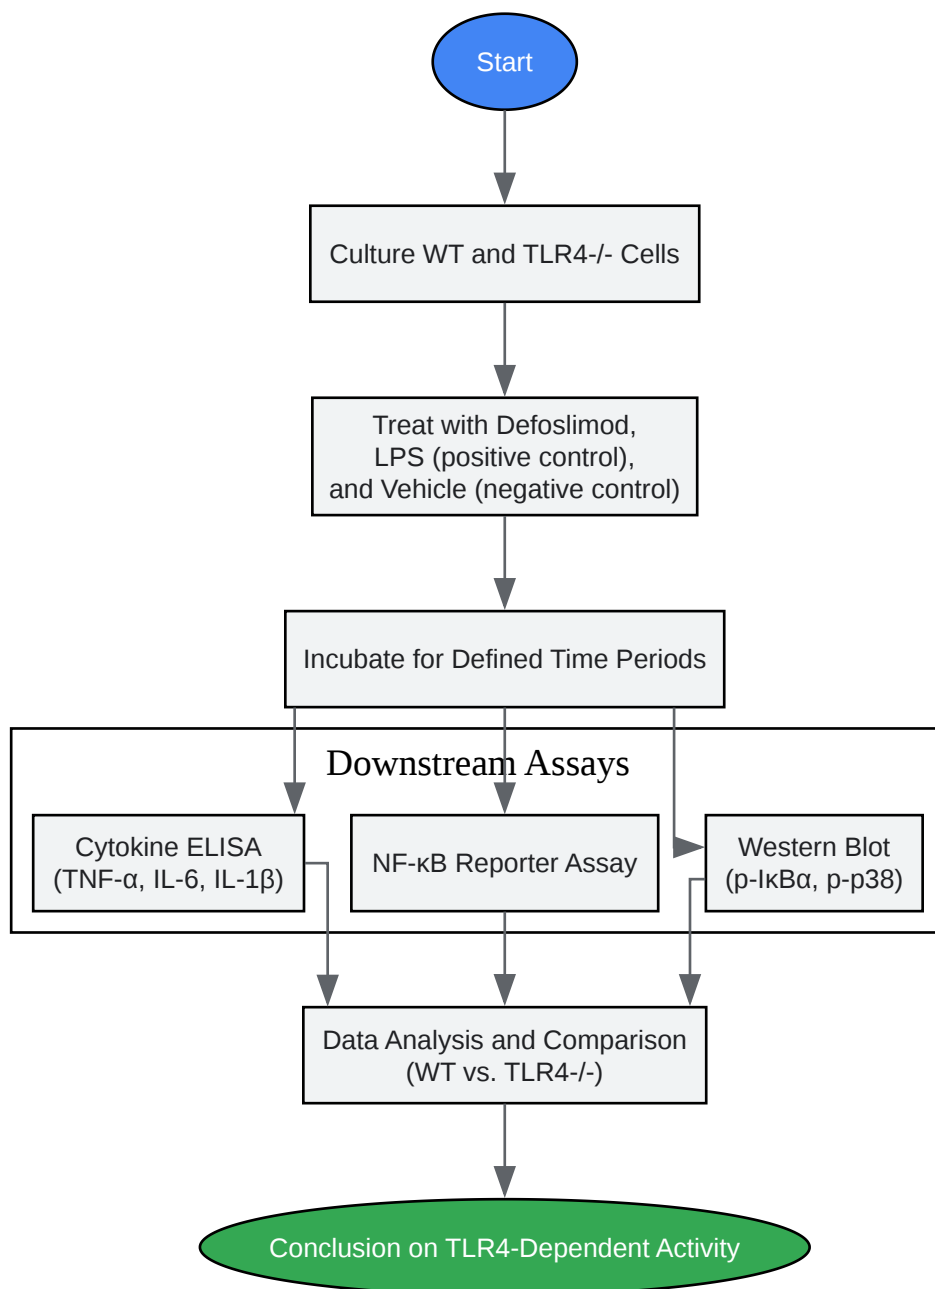 Start
Culture WT and TLR4-/- Cells
Treat with Defoslimod,
LPS (positive control),
and Vehicle (negative control)
Incubate for Defined Time Periods
Downstream Assays
Cytokine ELISA
(TNF-α, IL-6, IL-1β)
NF-κB Reporter Assay
Western Blot
(p-IκBα, p-p38)
Data Analysis and Comparison
(WT vs. TLR4-/-)
Conclusion on TLR4-Dependent Activity